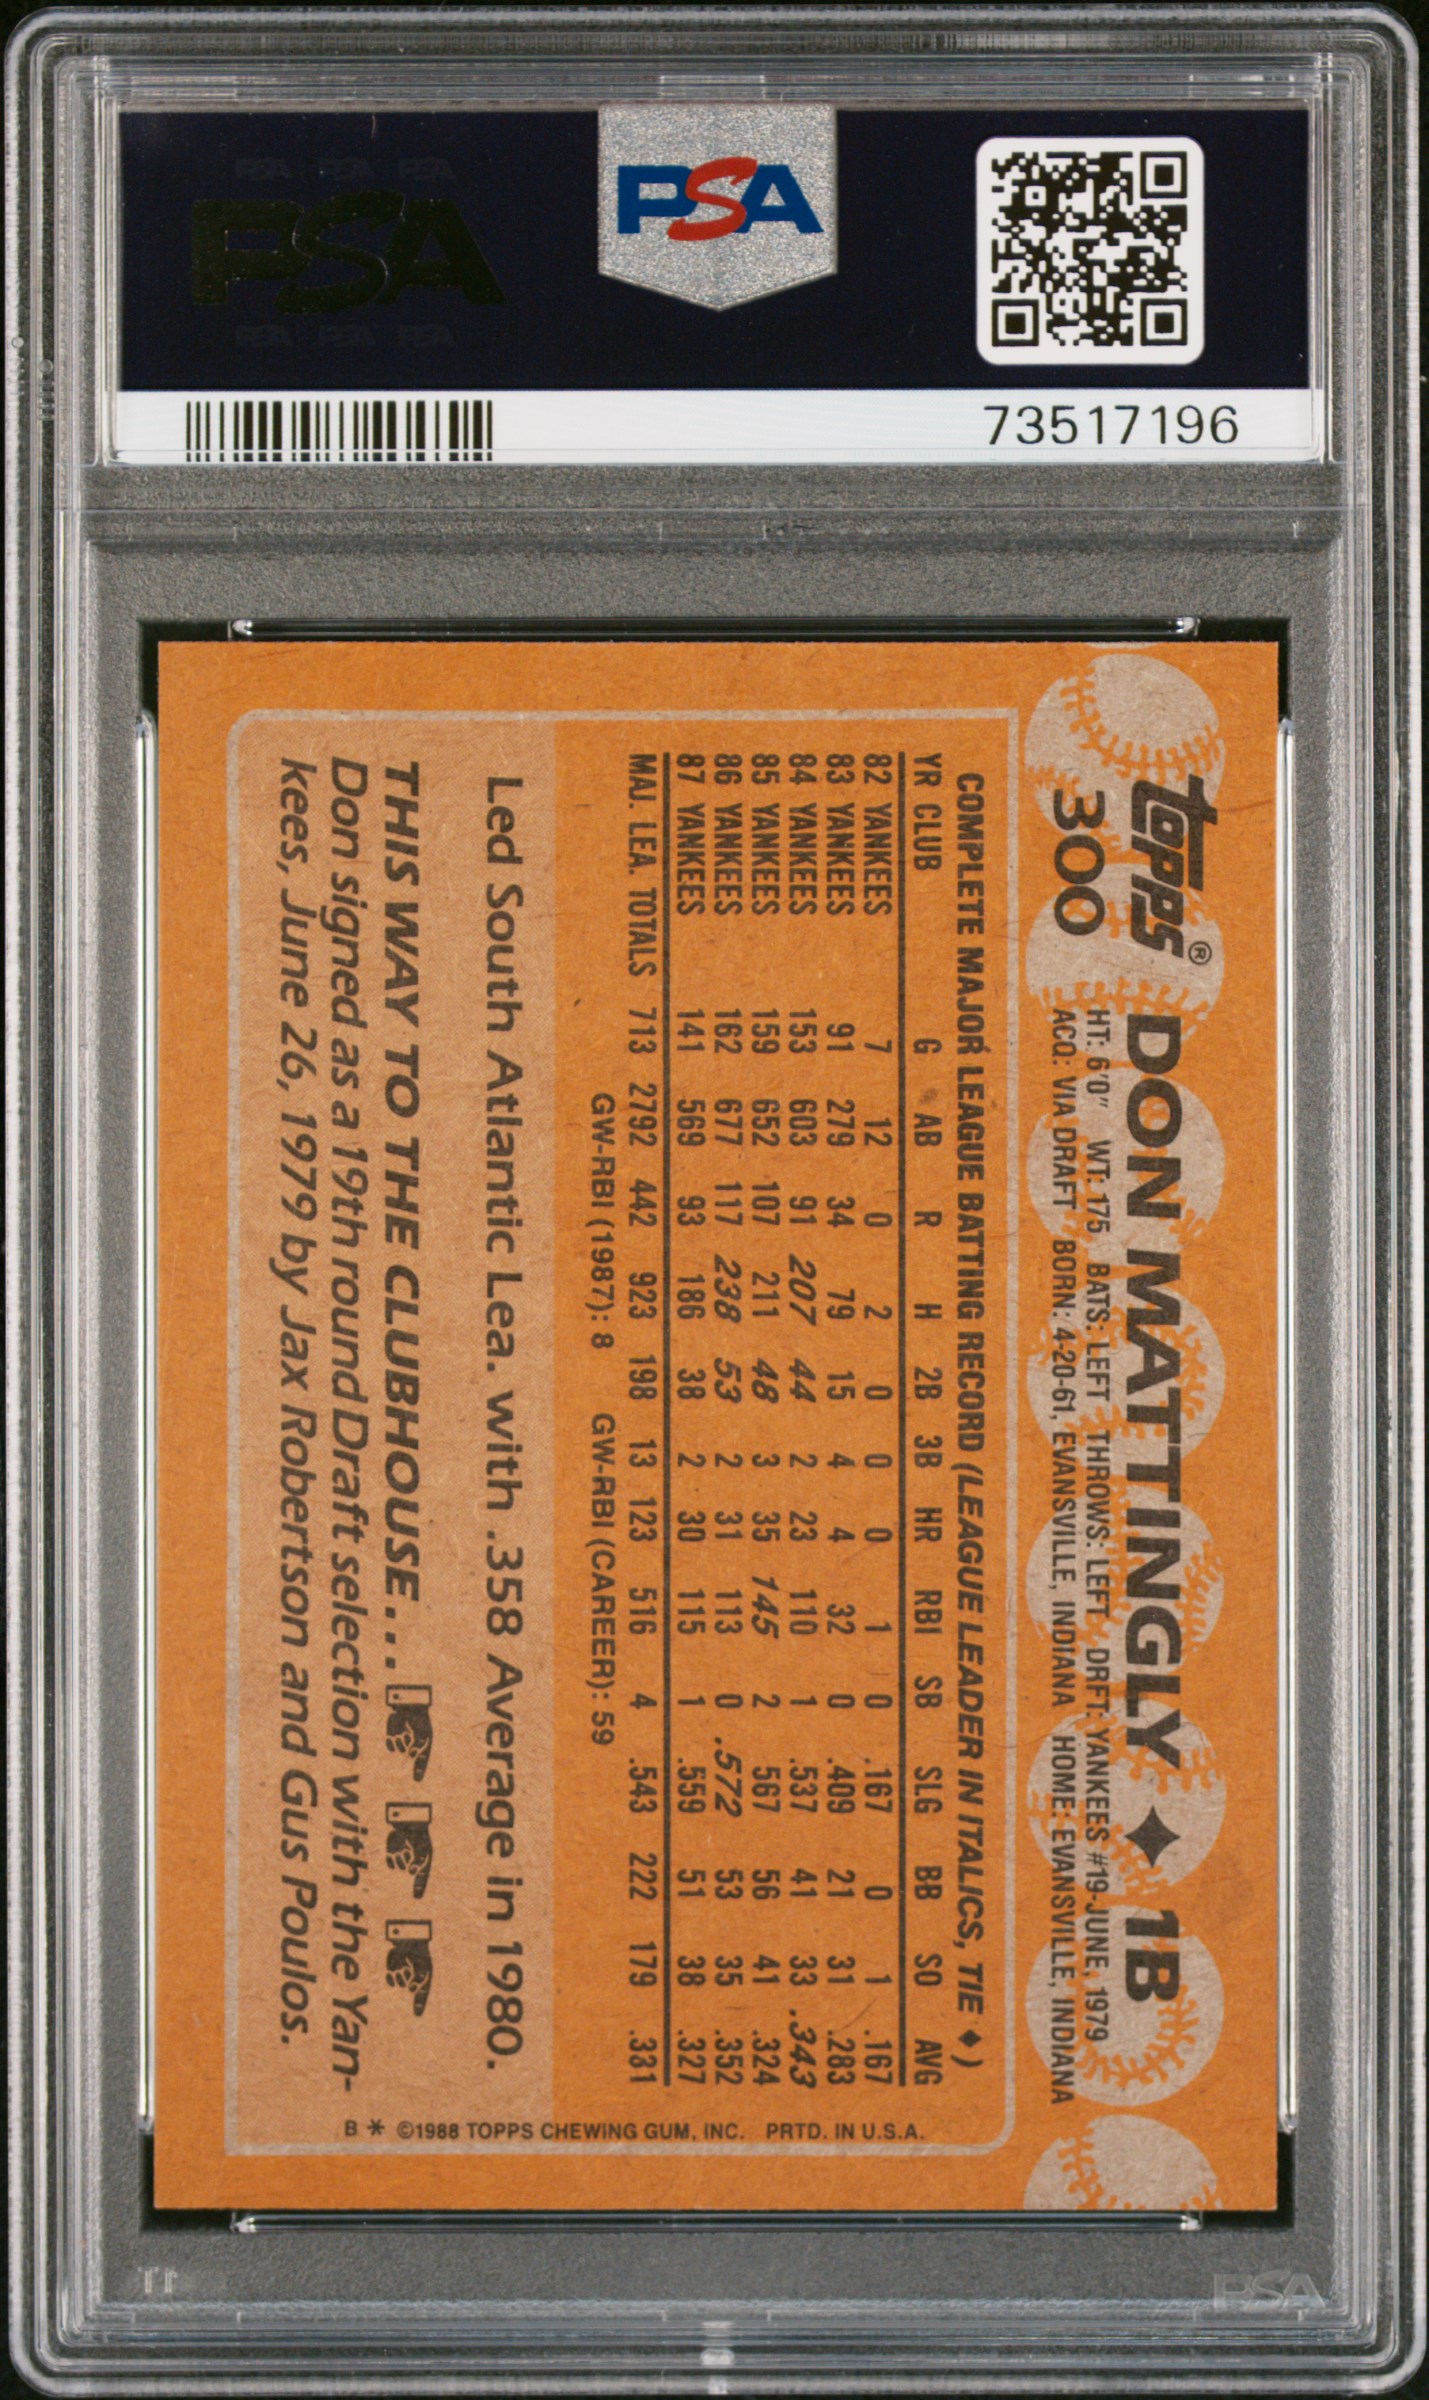 PSA PSA PSA
PSA
PSA PSA PSA
PSA
73517196
topps® DON MATTINGLY ♦ 1B
300 HT: 6'0" WT: 175 BATS: LEFT THROWS: LEFT DRFT: YANKEES #19-JUNE, 1979
ACQ: VIA DRAFT BORN: 4-20-61, EVANSVILLE, INDIANA HOME: EVANSVILLE, INDIANA
COMPLETE MAJOR LEAGUE BATTING RECORD (LEAGUE LEADER IN ITALICS, TIE ♦)
YR CLUB G AB R H 2B 3B HR RBI SB SLG BB SO AVG
82 YANKEES 7 12 0 2 0 0 0 1 0 .167 0 1 .167
83 YANKEES 91 279 34 79 15 4 4 32 0 .409 21 31 .283
84 YANKEES 153 603 91 207 44 2 23 110 1 .537 41 33 .343
85 YANKEES 159 652 107 211 48 3 35 145 2 .567 56 41 .324
86 YANKEES 162 677 117 238 53 2 31 113 0 .572 53 35 .352
87 YANKEES 141 569 93 186 38 2 30 115 1 .559 51 38 .327
MAJ. LEA. TOTALS 713 2792 442 923 198 13 123 516 4 .543 222 179 .331
GW-RBI (1987): 8 GW-RBI (CAREER): 59
Led South Atlantic Lea. with .358 Average in 1980.
THIS WAY TO THE CLUBHOUSE...
Don signed as a 19th round Draft selection with the Yan-
kees, June 26, 1979 by Jax Robertson and Gus Poulos.
B * ©1988 TOPPS CHEWING GUM, INC. PRTD. IN U.S.A.
PSA